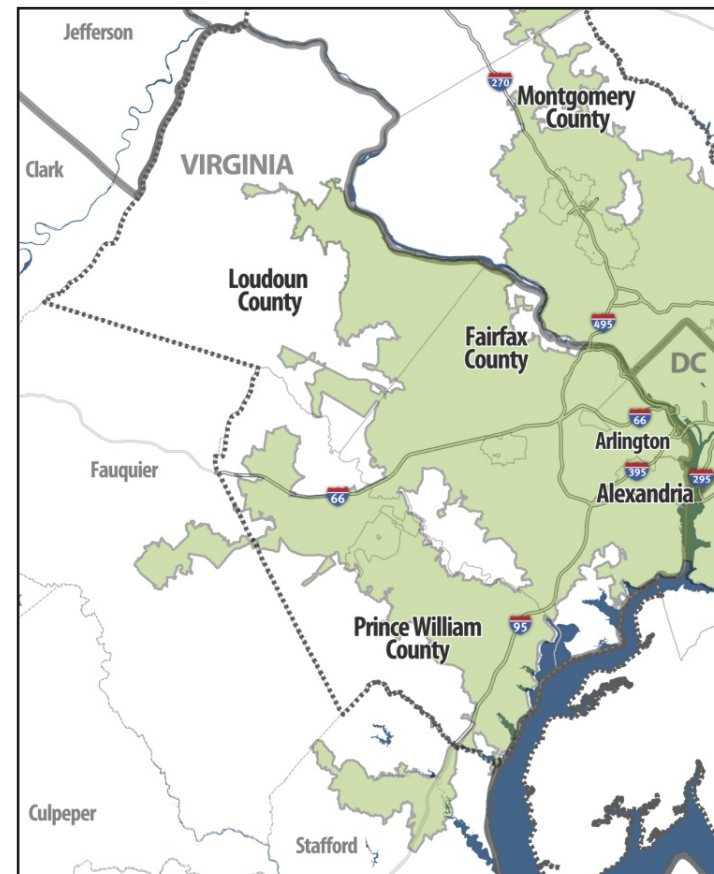 Jefferson
270
Montgomery
County
Clark
VIRGINIA
Loudoun
County
495
Fairfax
County
DC
66
Arlington
Fauquier
395
295
66
Alexandria
Prince William
County
95
Culpeper
Stafford